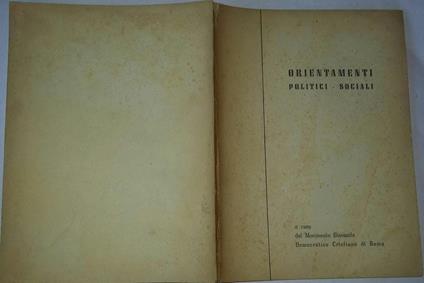 ORIENTAMENTI
POLITICI - SOCIALI
a cura
del Movimento Giovanile
Democratico Cristiano di Roma